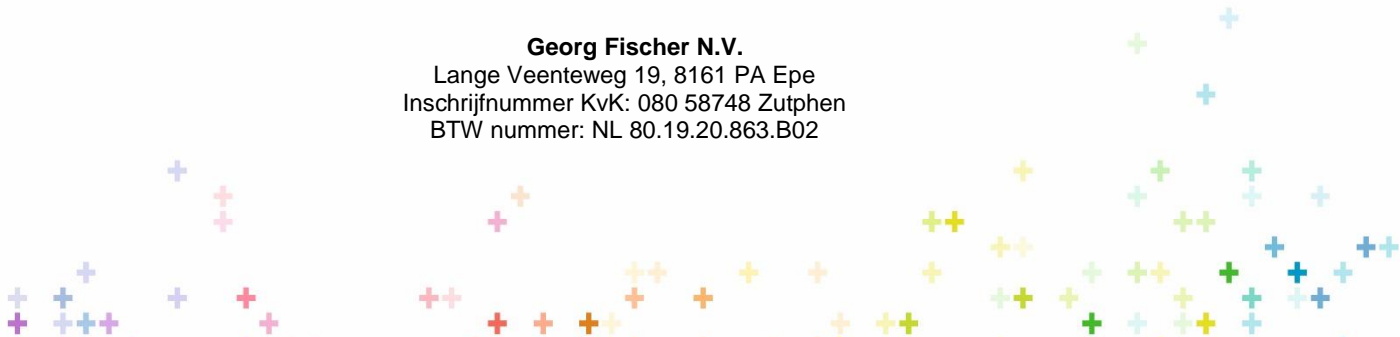 Georg Fischer N.V.
Lange Veenteweg 19, 8161 PA Epe
Inschrijfnummer KvK: 080 58748 Zutphen
BTW nummer: NL 80.19.20.863.B02